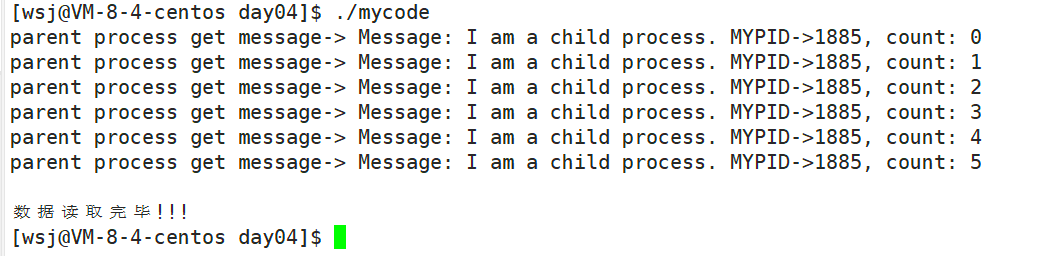 [wsj@VM-8-4-centos day04]$ ./mycode
parent process get message-> Message: I am a child process. MYPID->1885, count: 0
parent process get message-> Message: I am a child process. MYPID->1885, count: 1
parent process get message-> Message: I am a child process. MYPID->1885, count: 2
parent process get message-> Message: I am a child process. MYPID->1885, count: 3
parent process get message-> Message: I am a child process. MYPID->1885, count: 4
parent process get message-> Message: I am a child process. MYPID->1885, count: 5
数据读取完毕!!!
[wsj@VM-8-4-centos day04]$